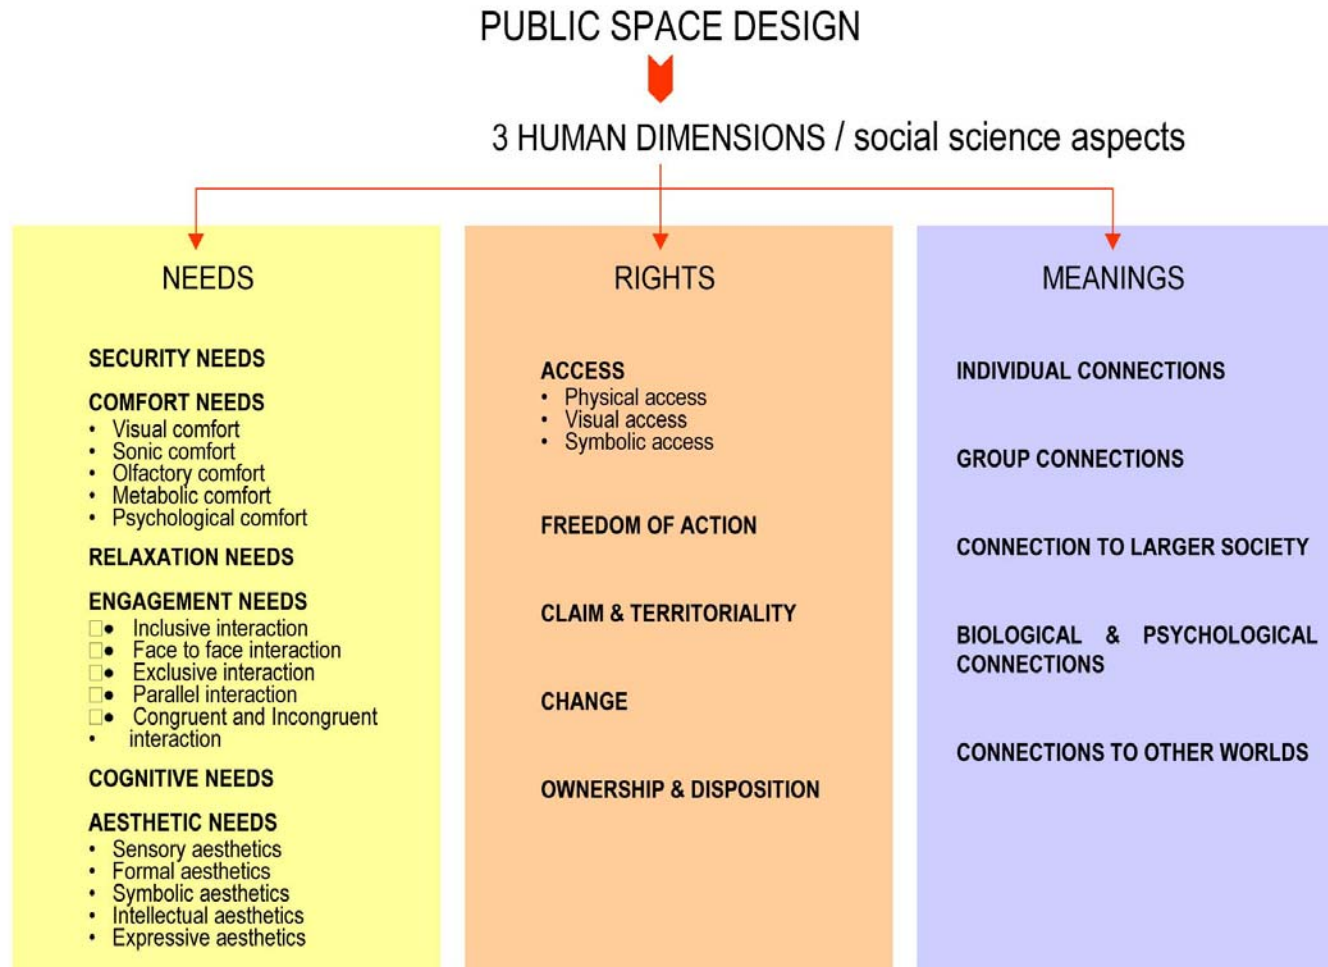 PUBLIC SPACE DESIGN
3 HUMAN DIMENSIONS / social science aspects
NEEDS
SECURITY NEEDS
COMFORT NEEDS
• Visual comfort
• Sonic comfort
• Olfactory comfort
• Metabolic comfort
• Psychological comfort
RELAXATION NEEDS
ENGAGEMENT NEEDS
□● Inclusive interaction
□● Face to face interaction
□● Exclusive interaction
□● Parallel interaction
□● Congruent and Incongruent
• interaction
COGNITIVE NEEDS
AESTHETIC NEEDS
• Sensory aesthetics
• Formal aesthetics
• Symbolic aesthetics
• Intellectual aesthetics
• Expressive aesthetics
RIGHTS
ACCESS
• Physical access
• Visual access
• Symbolic access
FREEDOM OF ACTION
CLAIM & TERRITORIALITY
CHANGE
OWNERSHIP & DISPOSITION
MEANINGS
INDIVIDUAL CONNECTIONS
GROUP CONNECTIONS
CONNECTION TO LARGER SOCIETY
BIOLOGICAL & PSYCHOLOGICAL
CONNECTIONS
CONNECTIONS TO OTHER WORLDS